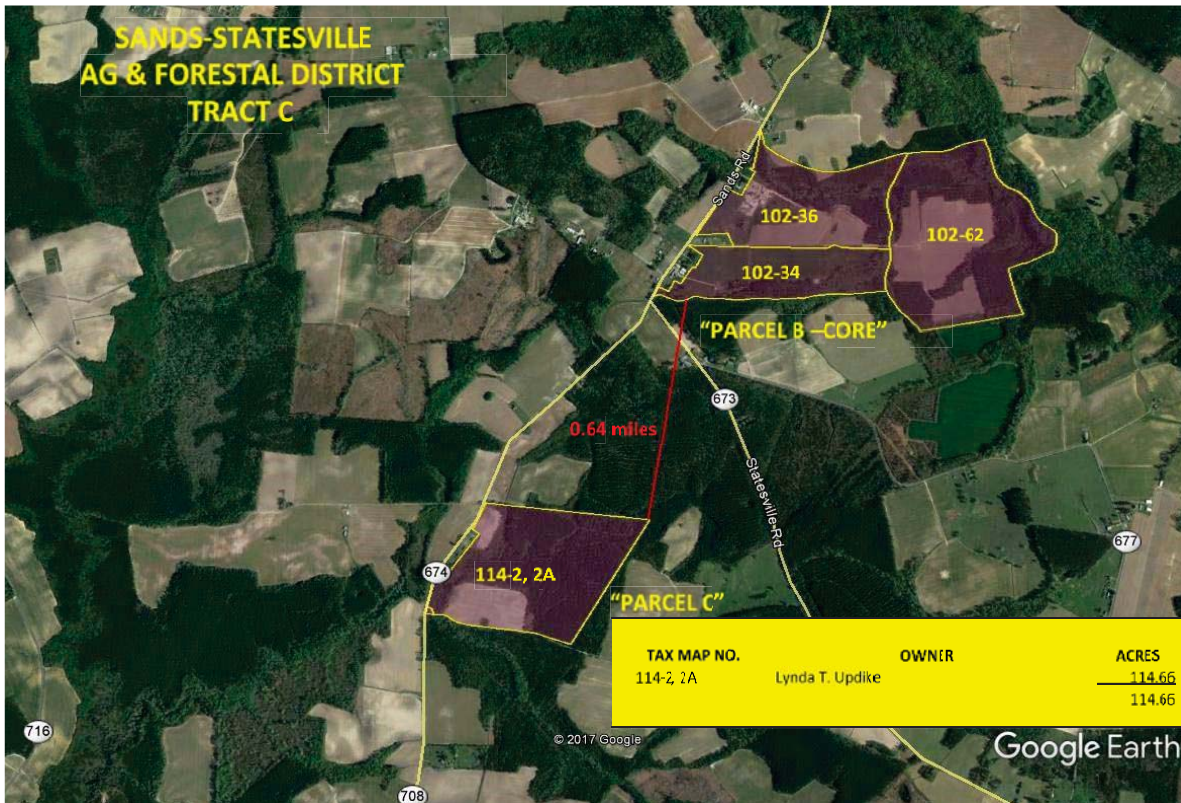 SANDS-STATESVILLE
AG & FORESTAL DISTRICT
TRACT C
Sands Rd
102-36
102-62
102-34
"PARCEL B –CORE"
673
0.64 miles
Statesville Rd
677
674
114-2, 2A
"PARCEL C"
TAX MAP NO. OWNER ACRES
114-2, 2A Lynda T. Updike 114.66
114.66
716
© 2017 Google
Google Earth
708